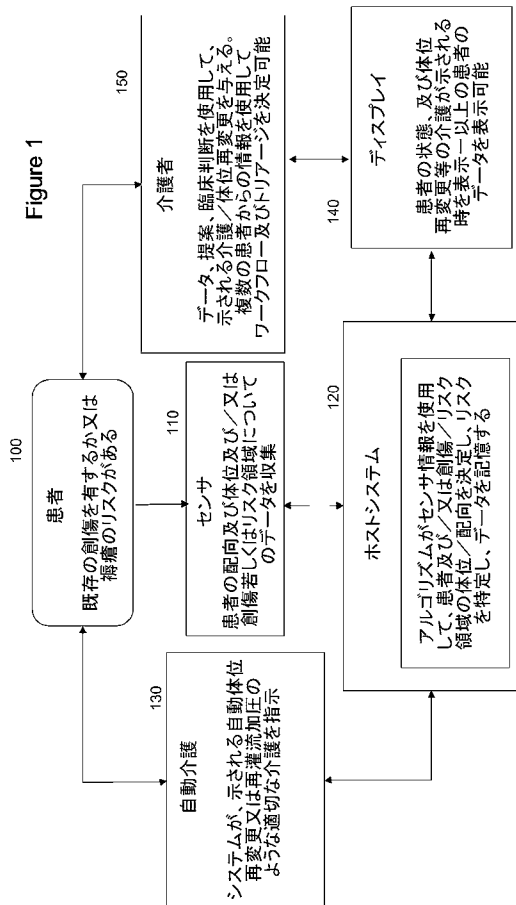 Figure 1
100
患者
既存の創傷を有するか又は
褥瘡のリスクがある
130
自動介護
システムが、示される自動体位
再変更又は再灌流加圧の
ような適切な介護を指示
110
センサ
患者の配向及び体位及び/又は
創傷若しくはリスク領域について
のデータを収集
150
介護者
データ、提案、臨床判断を使用して、
示される介護/体位再変更を与える。
複数の患者からの情報を使用して
ワークフロー及びトリアージを決定可能
120
ホストシステム
アルゴリズムがセンサ情報を使用
して、患者及び/又は創傷/リスク
領域の体位/配向を決定し、リスク
を特定し、データを記憶する
140
ディスプレイ
患者の状態、及び体位
再変更等の介護が示される
時を表示－一以上の患者の
データを表示可能